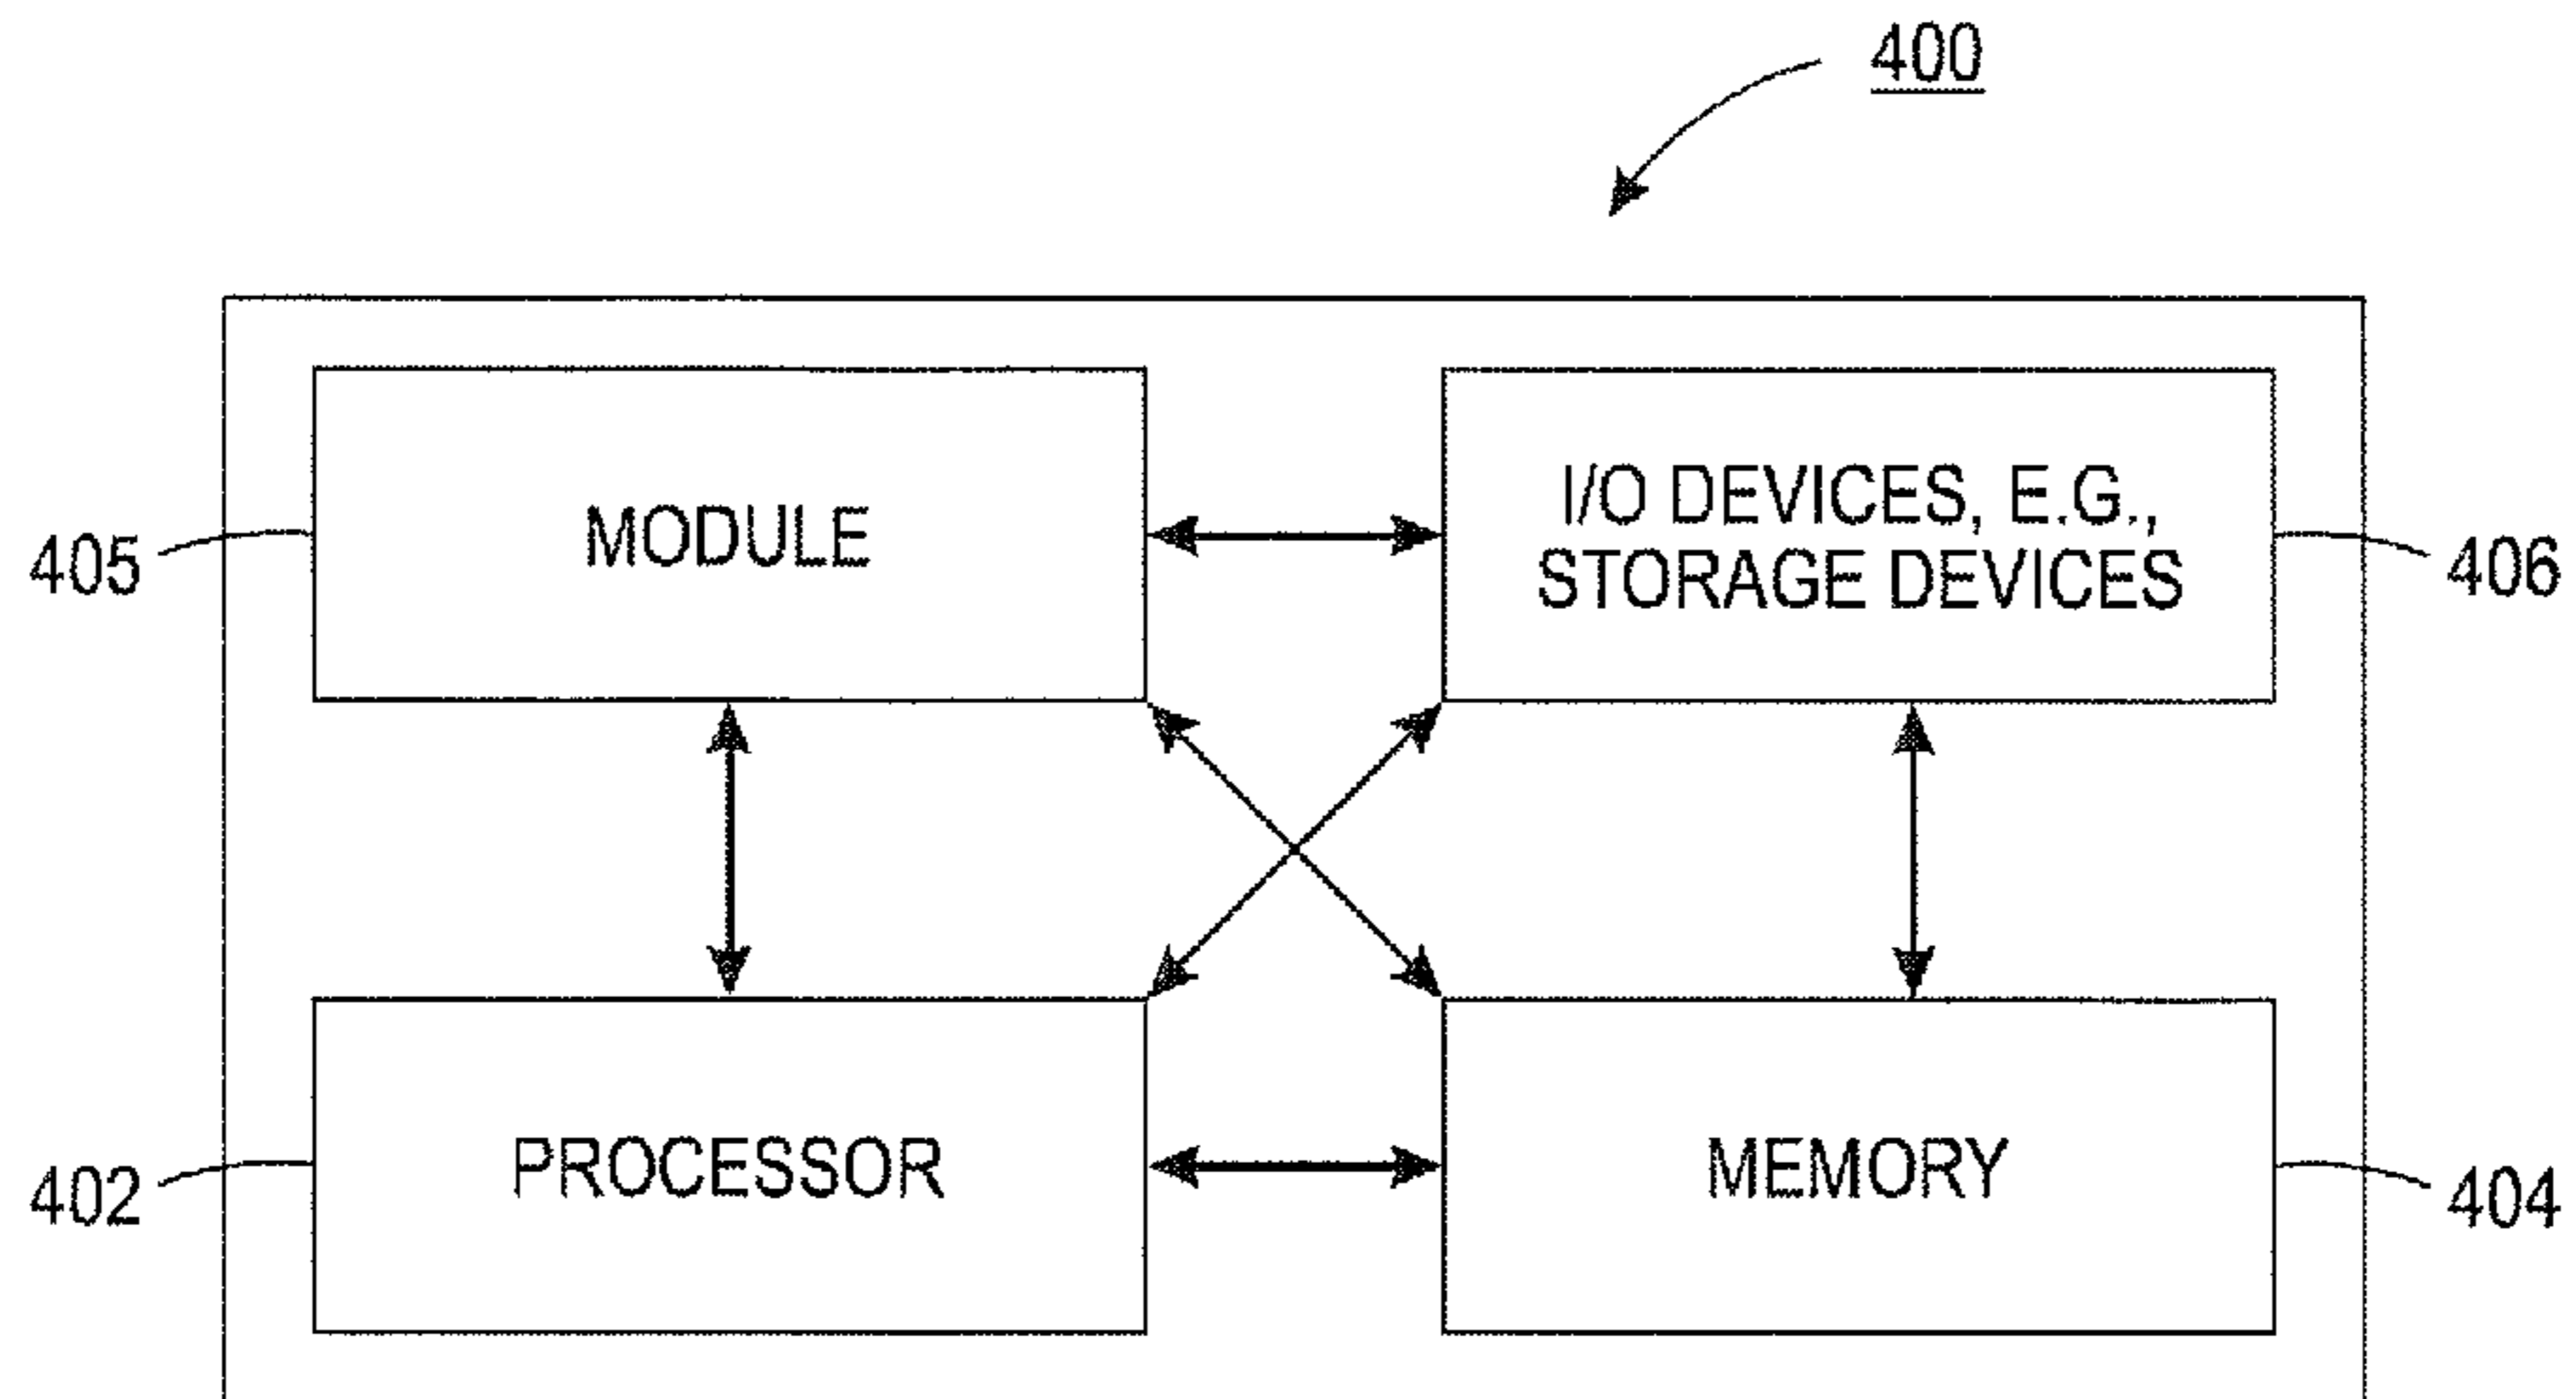 400
MODULE
I/O DEVICES, E.G.,
STORAGE DEVICES
405
406
PROCESSOR
MEMORY
402
404